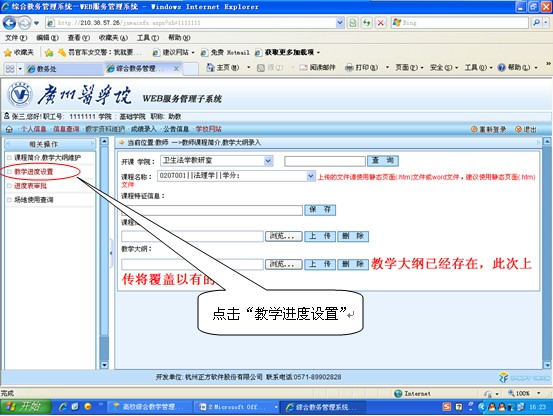 综合教务管理系统--WEB服务管理系统 - Windows Internet Explorer
http://210.38.57.26/jsmainfs.aspx?xh=1111111
Bing
文件(F) 编辑(E) 查看(V) 收藏夹(A) 工具(T) 帮助(H)
收藏夹 建议网站 免费 Hotmail 获取更多附加项
教务处 综合教务管理... 主页(M) 阅读邮件 打印(R) 页面(P) 安全(S) 工具(O) 帮助(L)
廣州醫學院 WEB服务管理子系统
张三,您好!职工号: 1111111 学院: 基础学院 职称: 助教
个人信息 信息查询 教学资料维护 成绩录入 公告信息 学校网站 重新登录 退出
相关操作
课程简介,教学大纲维护
教学进度设置
进度表审批
场地使用查询
当前位置:教师 -->教师课程简介,教学大纲录入
开课 学院: 卫生法学教研室 查 询
课程名称: 0207001||法理学||学分: 上传的文件请使用静态页面(.htm)文件或word文件,建议使用静态页面(.htm)
文件
课程特征信息:
保 存
浏览... 上 传 删 除
教学大纲:
浏览... 上 传 删 除 教学大纲已经存在，此次上
传将覆盖以有的
点击“教学进度设置”
开发单位: 杭州正方软件股份有限公司 联系电话:0571-89902828
完成 Internet 100%
开始 高校综合教学管理... 2 Microsoft Off... 综合教务管理系统... 16:23